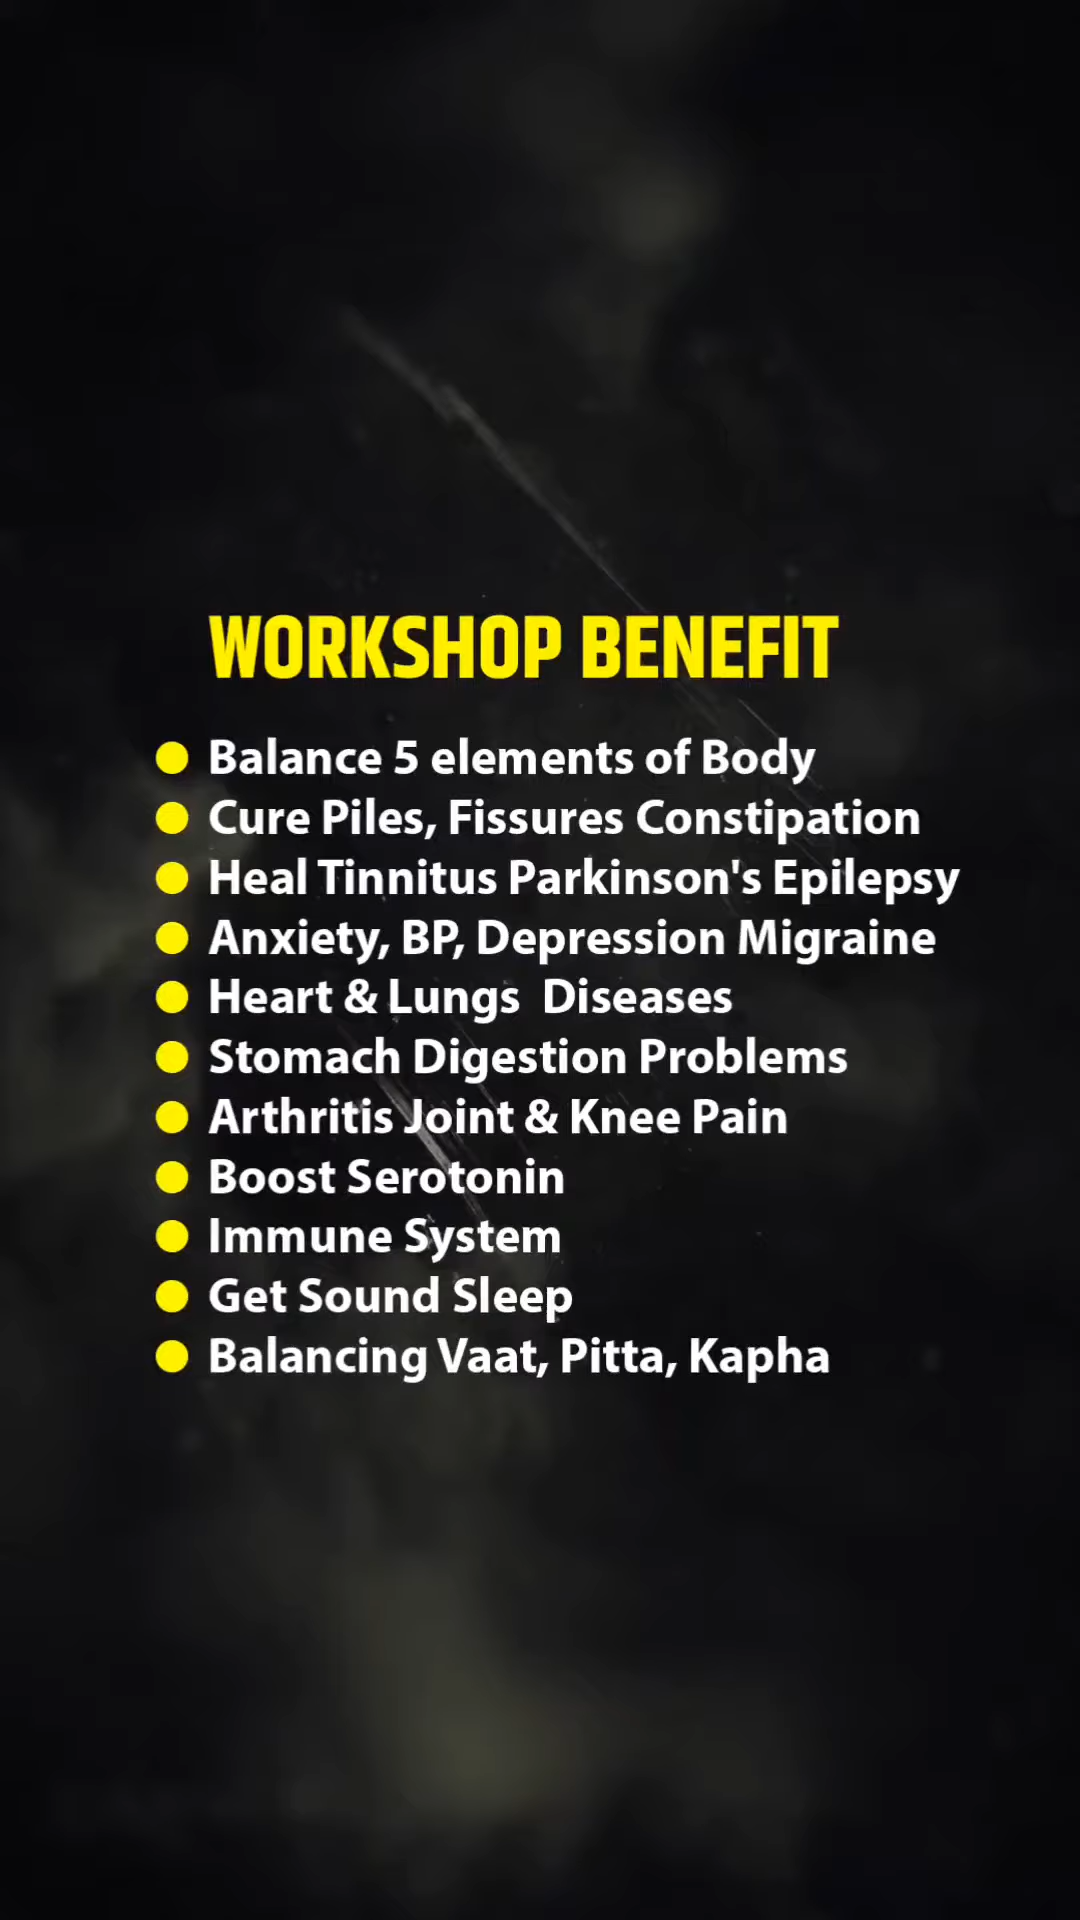 WORKSHOP BENEFIT
Balance 5 elements of Body
Cure Piles, Fissures Constipation
Heal Tinnitus Parkinson's Epilepsy
Anxiety, BP, Depression Migraine
Heart & Lungs  Diseases
Stomach Digestion Problems
Arthritis Joint & Knee Pain
Boost Serotonin
Immune System
Get Sound Sleep
Balancing Vaat, Pitta, Kapha